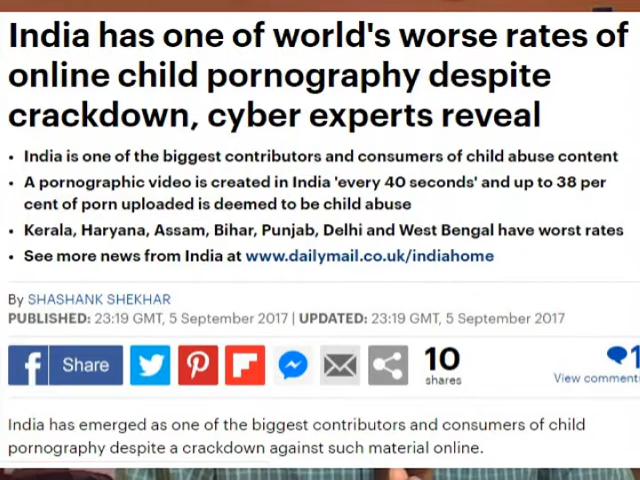 India has one of world's worse rates of
online child pornography despite
crackdown, cyber experts reveal
• India is one of the biggest contributors and consumers of child abuse content
• A pornographic video is created in India 'every 40 seconds' and up to 38 per
cent of porn uploaded is deemed to be child abuse
• Kerala, Haryana, Assam, Bihar, Punjab, Delhi and West Bengal have worst rates
• See more news from India at www.dailymail.co.uk/indiahome
By SHASHANK SHEKHAR
PUBLISHED: 23:19 GMT, 5 September 2017 | UPDATED: 23:19 GMT, 5 September 2017
Share
10
shares
1
View comment
India has emerged as one of the biggest contributors and consumers of child
pornography despite a crackdown against such material online.